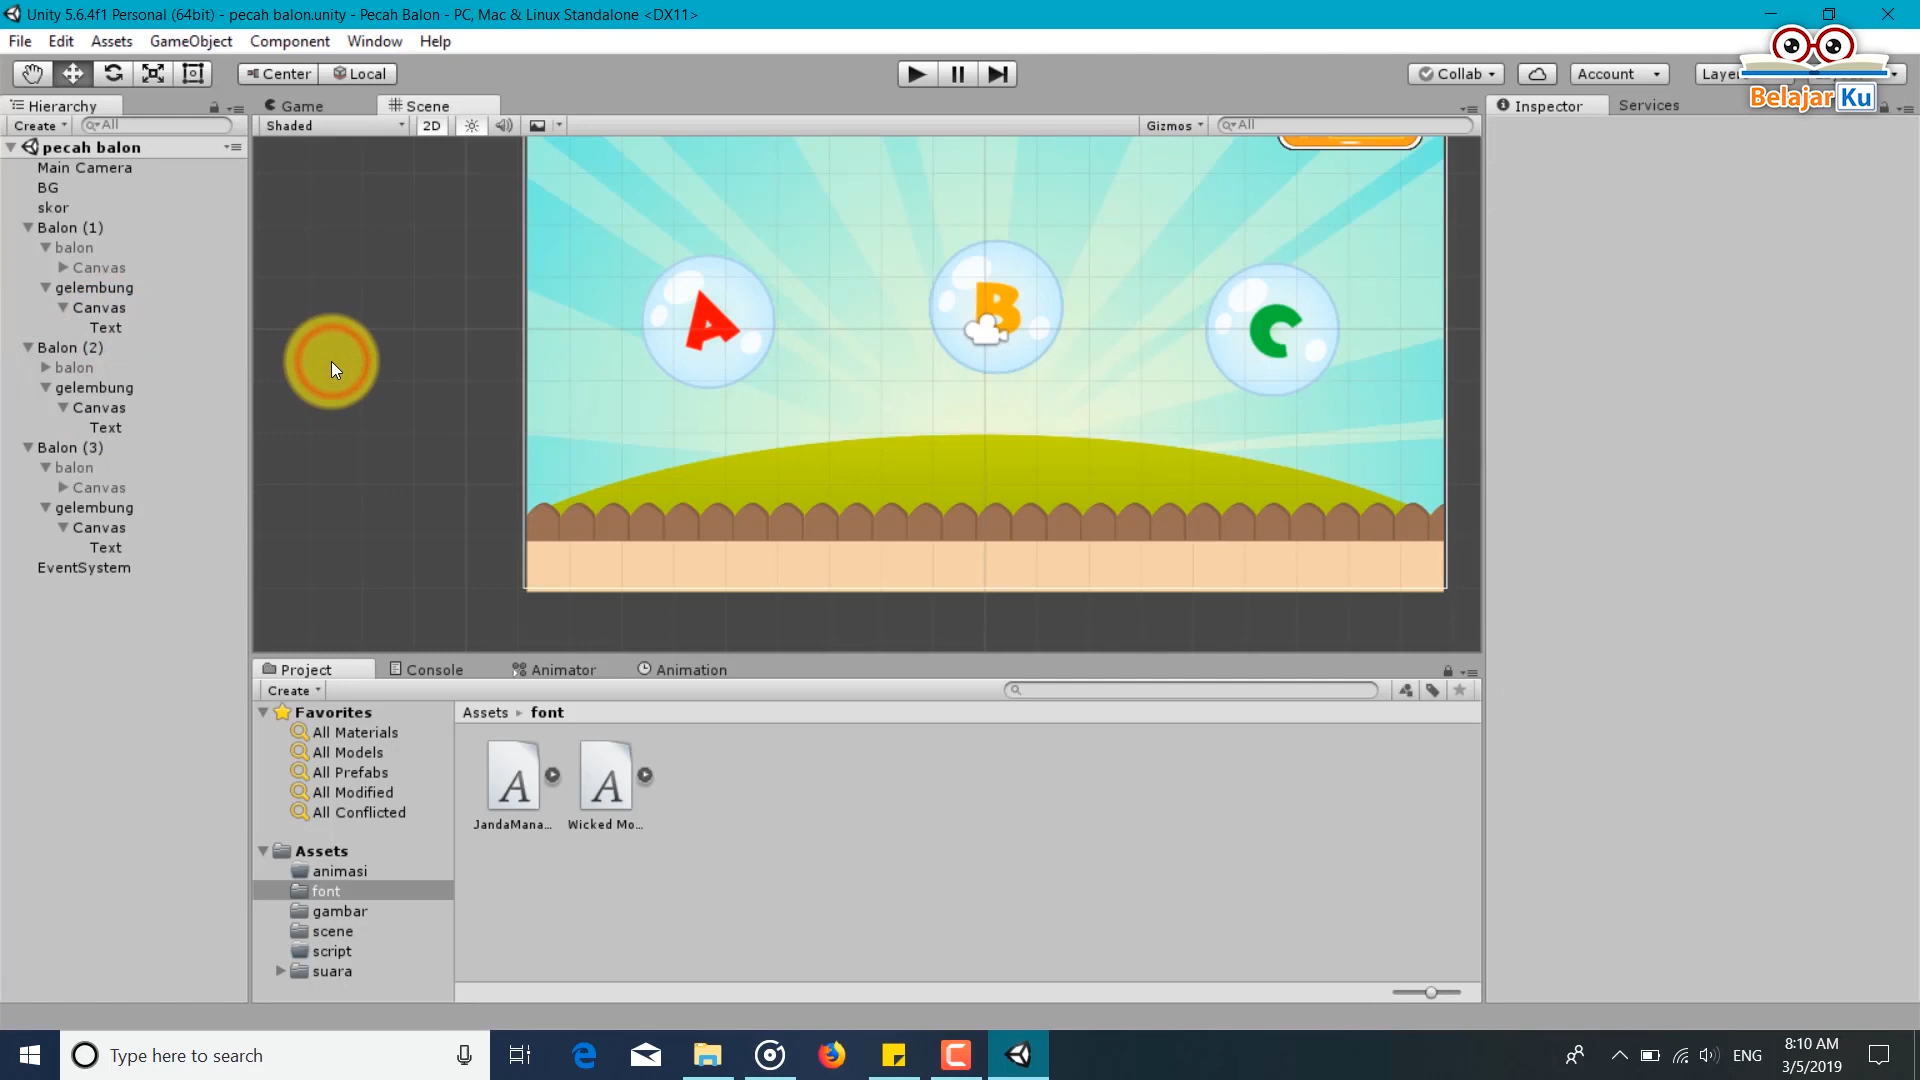 Unity 5.6.4f1 Personal (64bit) - pecah balon.unity - Pecah Balon - PC, Mac & Linux Standalone <DX11>
File Edit Assets GameObject Component Window Help
Center Local Collab Account Layers
Belajar Ku
Hierarchy Game Scene Inspector Services
Create All Shaded 2D Gizmos All
pecah balon
Main Camera
BG
skor
Balon (1)
balon
Canvas
gelembung
Canvas
Text
Balon (2)
balon
gelembung
Canvas
Text
Balon (3)
balon
Canvas
gelembung
Canvas
Text
EventSystem
A B C
Project Console Animator Animation
Create
Favorites
All Materials
All Models
All Prefabs
All Modified
All Conflicted
Assets
animasi
font
gambar
scene
script
suara
Assets font
A A
JandaMana... Wicked Mo...
Type here to search
ENG
8:10 AM
3/5/2019